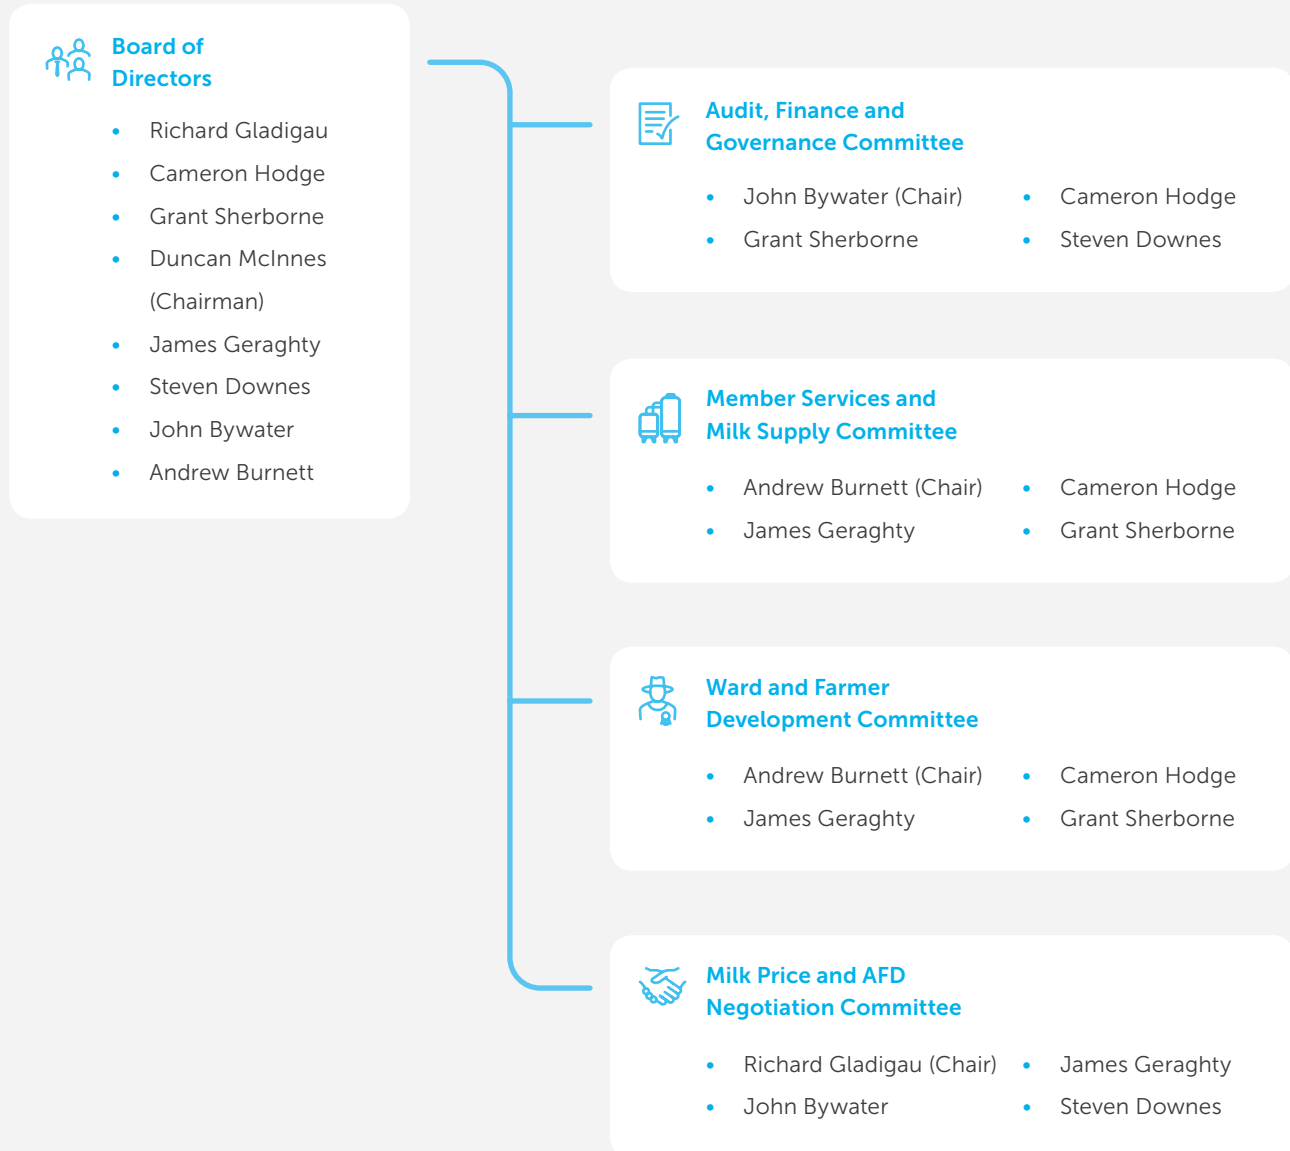 Board of
Directors
• Richard Gladigau
• Cameron Hodge
• Grant Sherborne
• Duncan McInnes
(Chairman)
• James Geraghty
• Steven Downes
• John Bywater
• Andrew Burnett
Audit, Finance and
Governance Committee
• John Bywater (Chair)
• Grant Sherborne
• Cameron Hodge
• Steven Downes
Member Services and
Milk Supply Committee
• Andrew Burnett (Chair)
• James Geraghty
• Cameron Hodge
• Grant Sherborne
Ward and Farmer
Development Committee
• Andrew Burnett (Chair)
• James Geraghty
• Cameron Hodge
• Grant Sherborne
Milk Price and AFD
Negotiation Committee
• Richard Gladigau (Chair)
• John Bywater
• James Geraghty
• Steven Downes